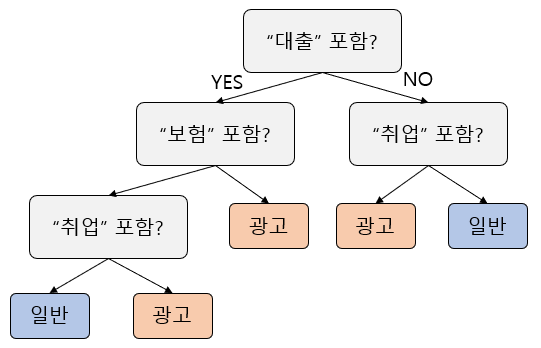 “대출” 포함?
YES
NO
“보험” 포함?
“취업” 포함?
“취업” 포함?
광고
광고
일반
일반
광고